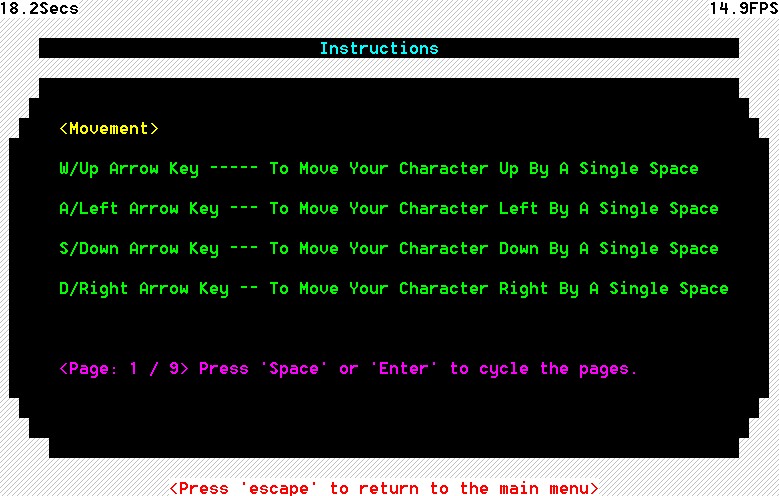 18.2Secs 14.9FPS
Instructions
<Movement>
W/Up Arrow Key ----- To Move Your Character Up By A Single Space
A/Left Arrow Key --- To Move Your Character Left By A Single Space
S/Down Arrow Key --- To Move Your Character Down By A Single Space
D/Right Arrow Key -- To Move Your Character Right By A Single Space
<Page: 1 / 9> Press 'Space' or 'Enter' to cycle the pages.
<Press 'escape' to return to the main menu>